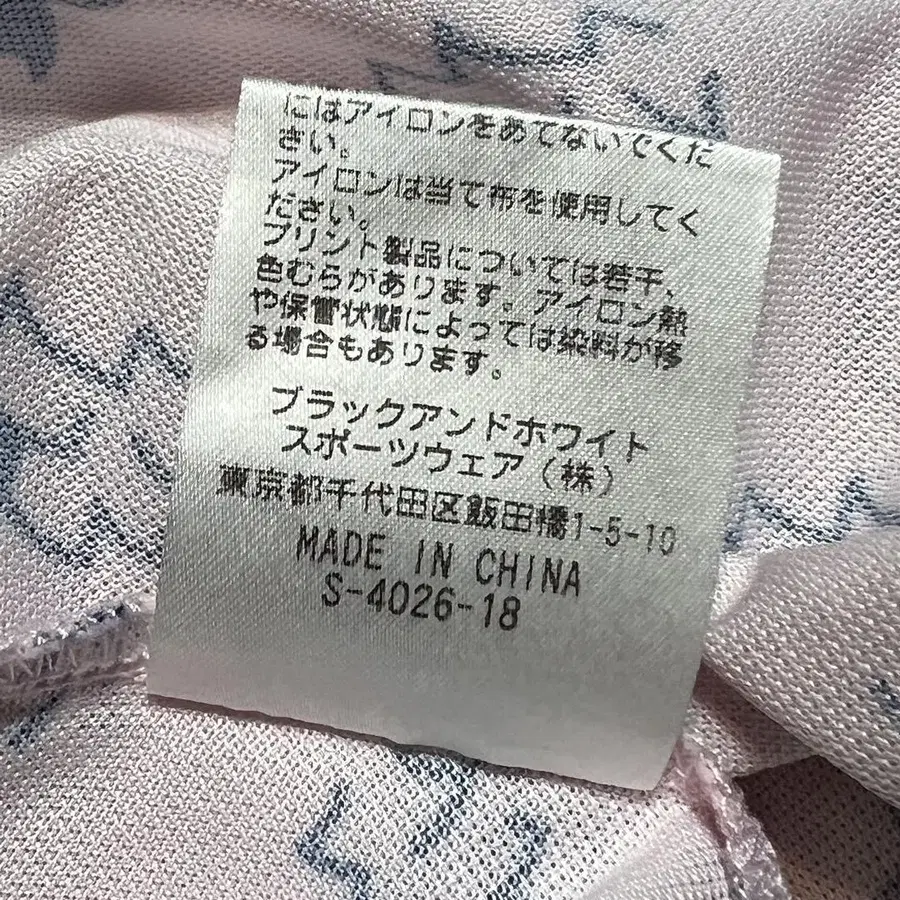 にはアイロンをあてないでくだ
さい。
アイロンは当て布を使用してく
ださい。
プリント製品については若干、
色むらがあります。アイロン熱
や保管状態によっては染料が移
る場合もあります。
ブラックアンドホワイト
スポーツウェア（株）
東京都千代田区飯田橋1-5-10
MADE IN CHINA
S-4026-18